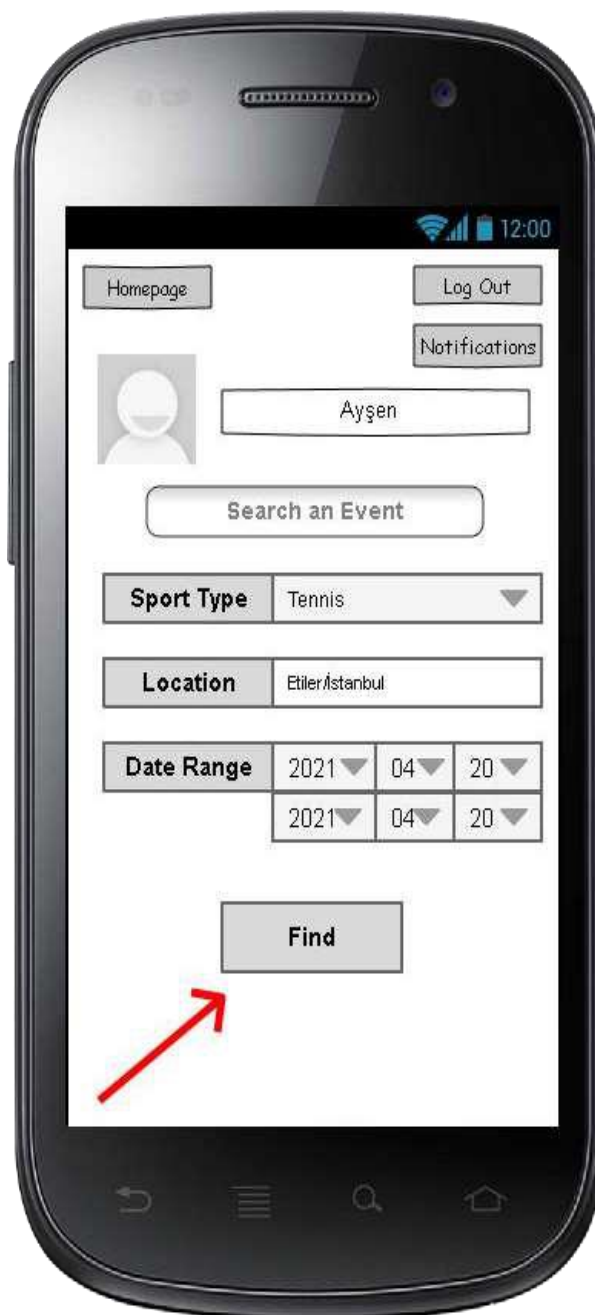 12:00
Homepage
Log Out
Notifications
Ayşen
Search an Event
Sport Type Tennis
Location Etiler/İstanbul
Date Range 2021 04 20
2021 04 20
Find